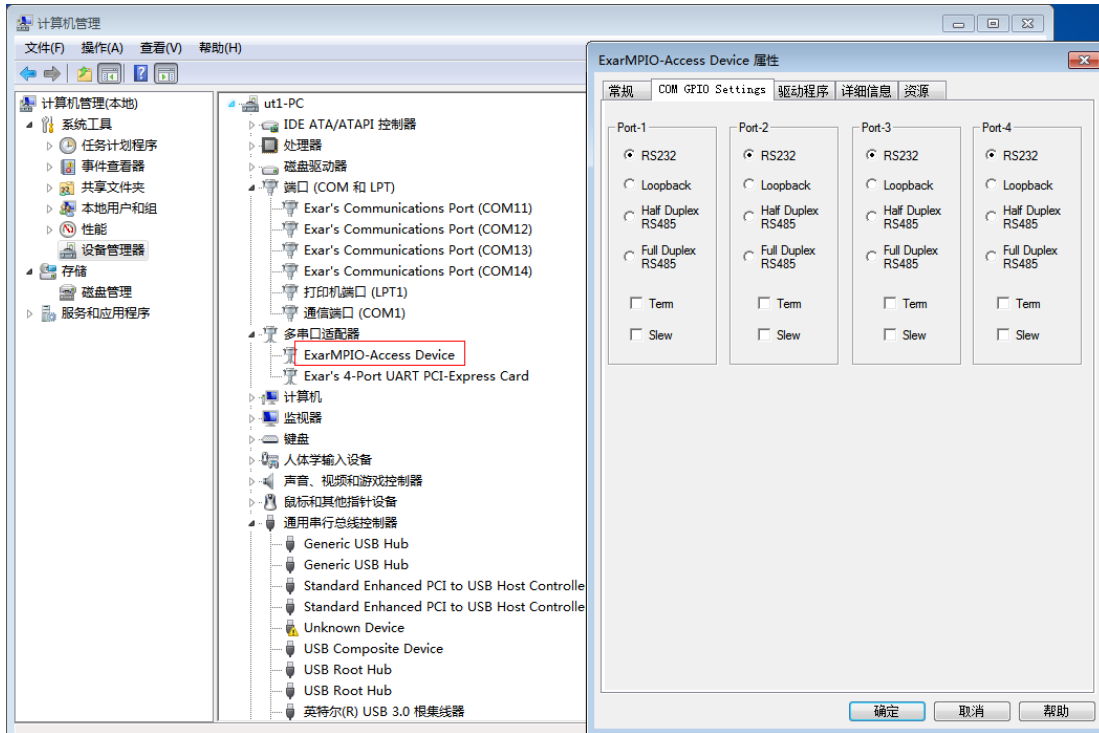 计算机管理
文件(F) 操作(A) 查看(V) 帮助(H)
计算机管理(本地)
系统工具
任务计划程序
事件查看器
共享文件夹
本地用户和组
性能
设备管理器
存储
磁盘管理
服务和应用程序
ut1-PC
IDE ATA/ATAPI 控制器
处理器
磁盘驱动器
端口 (COM 和 LPT)
Exar's Communications Port (COM11)
Exar's Communications Port (COM12)
Exar's Communications Port (COM13)
Exar's Communications Port (COM14)
打印机端口 (LPT1)
通信端口 (COM1)
多串口适配器
ExarMPIO-Access Device
Exar's 4-Port UART PCI-Express Card
计算机
监视器
键盘
人体学输入设备
声音、视频和游戏控制器
鼠标和其他指针设备
通用串行总线控制器
Generic USB Hub
Generic USB Hub
Standard Enhanced PCI to USB Host Controlle
Standard Enhanced PCI to USB Host Controlle
Unknown Device
USB Composite Device
USB Root Hub
USB Root Hub
英特尔(R) USB 3.0 根集线器
ExarMPIO-Access Device 属性
常规 COM GPIO Settings 驱动程序 详细信息 资源
Port-1
RS232
Loopback
Half Duplex
RS485
Full Duplex
RS485
Term
Slew
Port-2
RS232
Loopback
Half Duplex
RS485
Full Duplex
RS485
Term
Slew
Port-3
RS232
Loopback
Half Duplex
RS485
Full Duplex
RS485
Term
Slew
Port-4
RS232
Loopback
Half Duplex
RS485
Full Duplex
RS485
Term
Slew
确定 取消 帮助